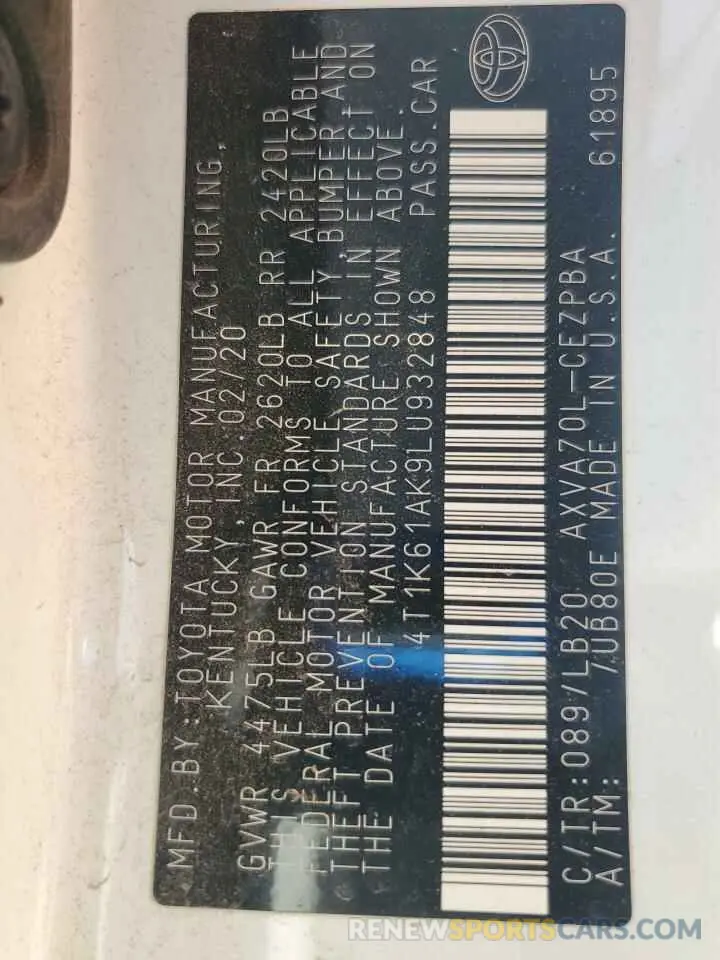 MFD.BY:TOYOTA MOTOR MANUFACTURING,
KENTUCKY,INC.02/20
GVWR 4475LB GAWR FR 2620LB RR 2420LB
THIS VEHICLE CONFORMS TO ALL APPLICABLE
FEDERAL MOTOR VEHICLE SAFETY, BUMPER AND
THEFT PREVENTION STANDARDS IN EFFECT ON
THE DATE OF MANUFACTURE SHOWN ABOVE.
4T1K61AK9LU932848 PASS.CAR
C/TR:089/LB20 AXVA70L-CEZPBA
A/TM: /UB80E MADE IN U.S.A. 61895
RENEWSPORTSCARS.COM